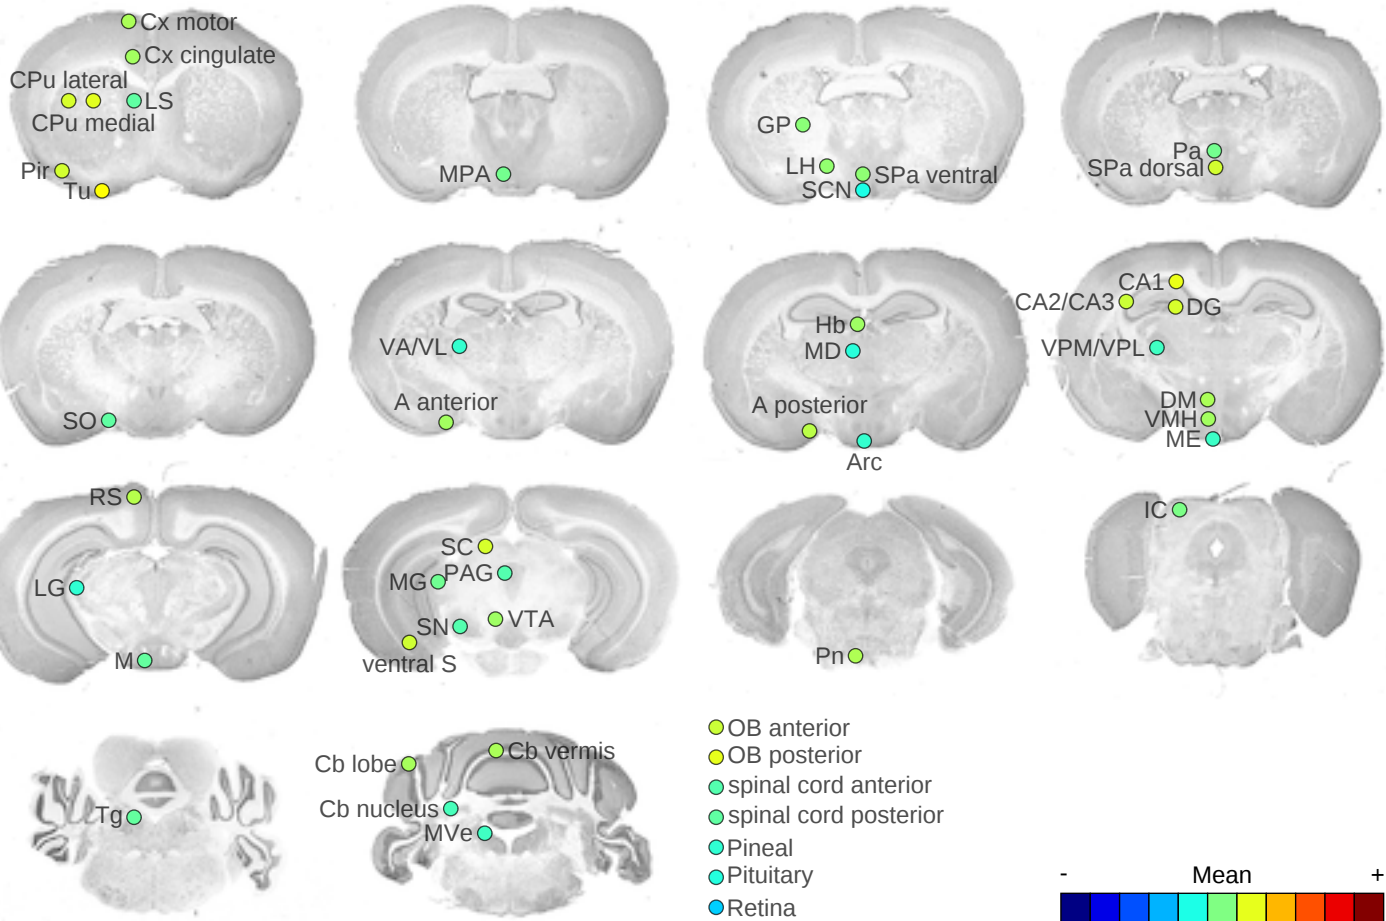 Cx motor
Cx cingulate
CPu lateral
LS
CPu medial
Pir
Tu
MPA
GP
LH
SPa ventral
SCN
Pa
SPa dorsal
SO
VA/VL
A anterior
Hb
MD
A posterior
Arc
CA1
CA2/CA3
DG
VPM/VPL
DM
VMH
ME
RS
LG
M
SC
PAG
MG
VTA
SN
ventral S
Pn
IC
Tg
Cb vermis
Cb lobe
Cb nucleus
MVe
OB anterior
OB posterior
spinal cord anterior
spinal cord posterior
Pineal
Pituitary
Retina
- Mean +